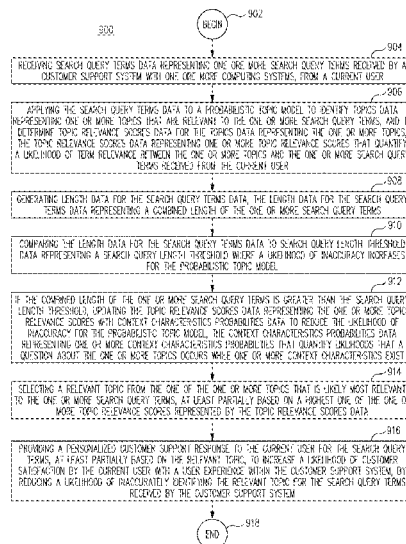 900
BEGIN
902
904
RECEIVING SEARCH QUERY TERMS DATA REPRESENTING ONE ORE MORE SEARCH QUERY TERMS RECEIVED BY A
CUSTOMER SUPPORT SYSTEM WITH ONE ORE MORE COMPUTING SYSTEMS, FROM A CURRENT USER
906
APPLYING THE SEARCH QUERY TERMS DATA TO A PROBABILISTIC TOPIC MODEL TO IDENTIFY TOPICS DATA
REPRESENTING ONE OR MORE TOPICS THAT ARE RELEVANT TO THE ONE OR MORE SEARCH QUERY TERMS, AND
DETERMINE TOPIC RELEVANCE SCORES DATA FOR THE TOPICS DATA REPRESENTING THE ONE OR MORE TOPICS,
THE TOPIC RELEVANCE SCORES DATA REPRESENTING ONE OR MORE TOPIC RELEVANCE SCORES THAT QUANTIFY
A LIKELIHOOD OF TERM RELEVANCE BETWEEN THE ONE OR MORE TOPICS AND THE ONE OR MORE SEARCH QUERY
TERMS RECEIVED FROM THE CURRENT USER
908
GENERATING LENGTH DATA FOR THE SEARCH QUERY TERMS DATA, THE LENGTH DATA FOR THE SEARCH QUERY
TERMS DATA REPRESENTING A COMBINED LENGTH OF THE ONE OR MORE SEARCH QUERY TERMS
910
COMPARING THE LENGTH DATA FOR THE SEARCH QUERY TERMS DATA TO SEARCH QUERY LENGTH THRESHOLD
DATA REPRESENTING A SEARCH QUERY LENGTH THRESHOLD WHERE A LIKELIHOOD OF INACCURACY INCREASES
FOR THE PROBABILISTIC TOPIC MODEL
912
IF THE COMBINED LENGTH OF THE ONE OR MORE SEARCH QUERY TERMS IS GREATER THAN THE SEARCH QUERY
LENGTH THRESHOLD, UPDATING THE TOPIC RELEVANCE SCORES DATA REPRESENTING THE ONE OR MORE TOPIC
RELEVANCE SCORES WITH CONTEXT CHARACTERISTICS PROBABILITIES DATA TO REDUCE THE LIKELIHOOD OF
INACCURACY FOR THE PROBABILISTIC TOPIC MODEL, THE CONTEXT CHARACTERISTICS PROBABILITIES DATA
REPRESENTING ONE OR MORE CONTEXT CHARACTERISTICS PROBABILITIES THAT QUANTIFY LIKELIHOODS THAT A
QUESTION ABOUT THE ONE OR MORE TOPICS OCCURS WHILE ONE OR MORE CONTEXT CHARACTERISTICS EXIST
914
SELECTING A RELEVANT TOPIC FROM THE ONE OF THE ONE OR MORE TOPICS THAT IS LIKELY MOST RELEVANT
TO THE ONE OR MORE SEARCH QUERY TERMS, AT LEAST PARTIALLY BASED ON A HIGHEST ONE OF THE ONE OR
MORE TOPIC RELEVANCE SCORES REPRESENTED BY THE TOPIC RELEVANCE SCORES DATA
916
PROVIDING A PERSONALIZED CUSTOMER SUPPORT RESPONSE TO THE CURRENT USER FOR THE SEARCH QUERY
TERMS, AT LEAST PARTIALLY BASED ON THE RELEVANT TOPIC, TO INCREASE A LIKELIHOOD OF CUSTOMER
SATISFACTION BY THE CURRENT USER WITH A USER EXPERIENCE WITHIN THE CUSTOMER SUPPORT SYSTEM, BY
REDUCING A LIKELIHOOD OF INACCURATELY IDENTIFYING THE RELEVANT TOPIC FOR THE SEARCH QUERY TERMS
RECEIVED BY THE CUSTOMER SUPPORT SYSTEM
END
918